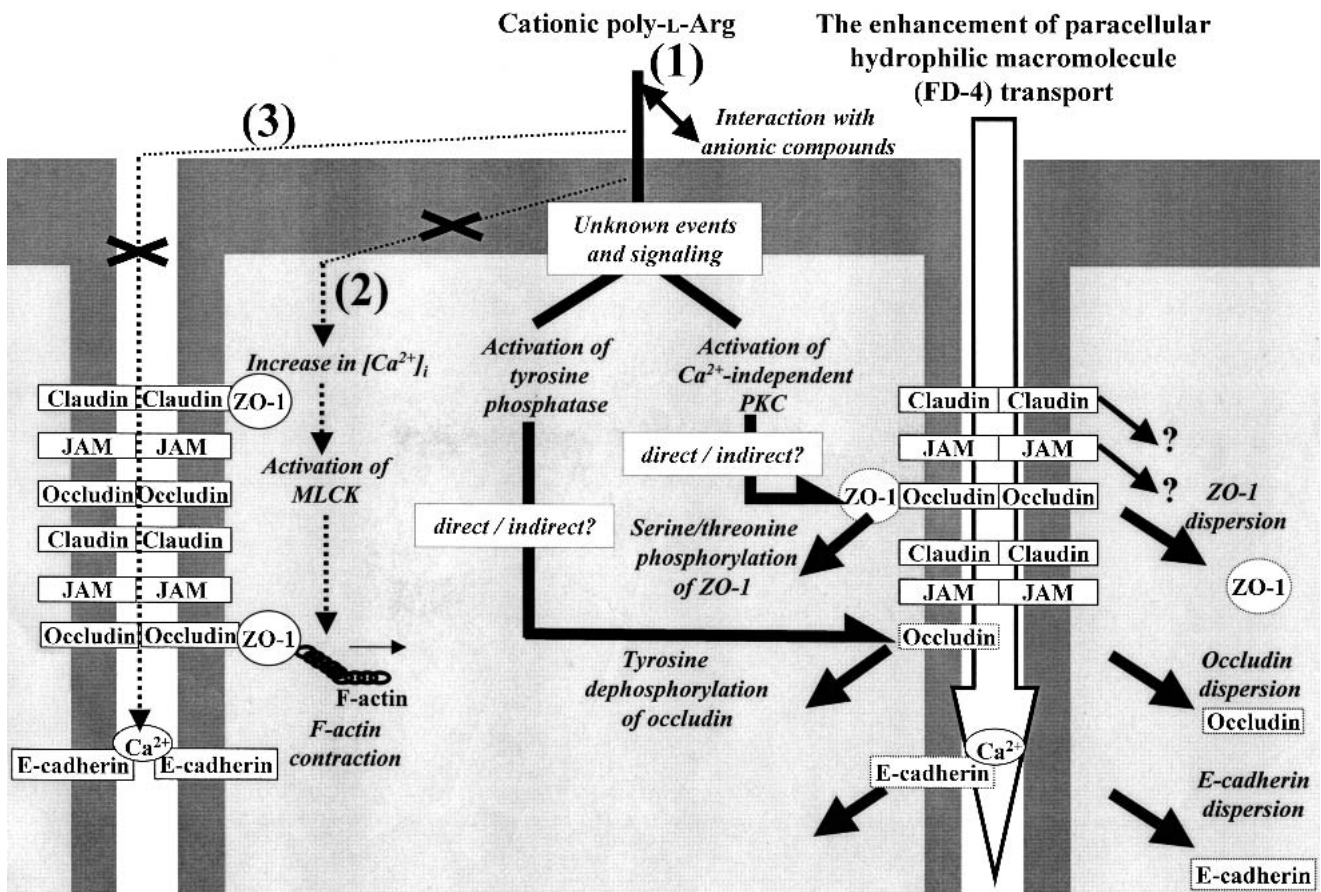 Cationic poly-L-Arg
(1)
The enhancement of paracellular
hydrophilic macromolecule
(FD-4) transport
(3)
Interaction with
anionic compounds
Unknown events
and signaling
(2)
Increase in [Ca²⁺]i
Activation of
MLCK
Activation of
tyrosine
phosphatase
Activation of
Ca²⁺-independent
PKC
direct / indirect?
direct / indirect?
Claudin Claudin ZO-1
JAM JAM
Occludin Occludin
Claudin Claudin
JAM JAM
Occludin Occludin ZO-1
F-actin
F-actin
contraction
Ca²⁺
E-cadherin E-cadherin
Serine/threonine
phosphorylation
of ZO-1
Tyrosine
dephosphorylation
of occludin
Claudin Claudin
?
JAM JAM
?
ZO-1 Occludin Occludin
Claudin Claudin
JAM JAM
Occludin
Ca²⁺
E-cadherin
ZO-1
dispersion
ZO-1
Occludin
dispersion
Occludin
E-cadherin
dispersion
E-cadherin